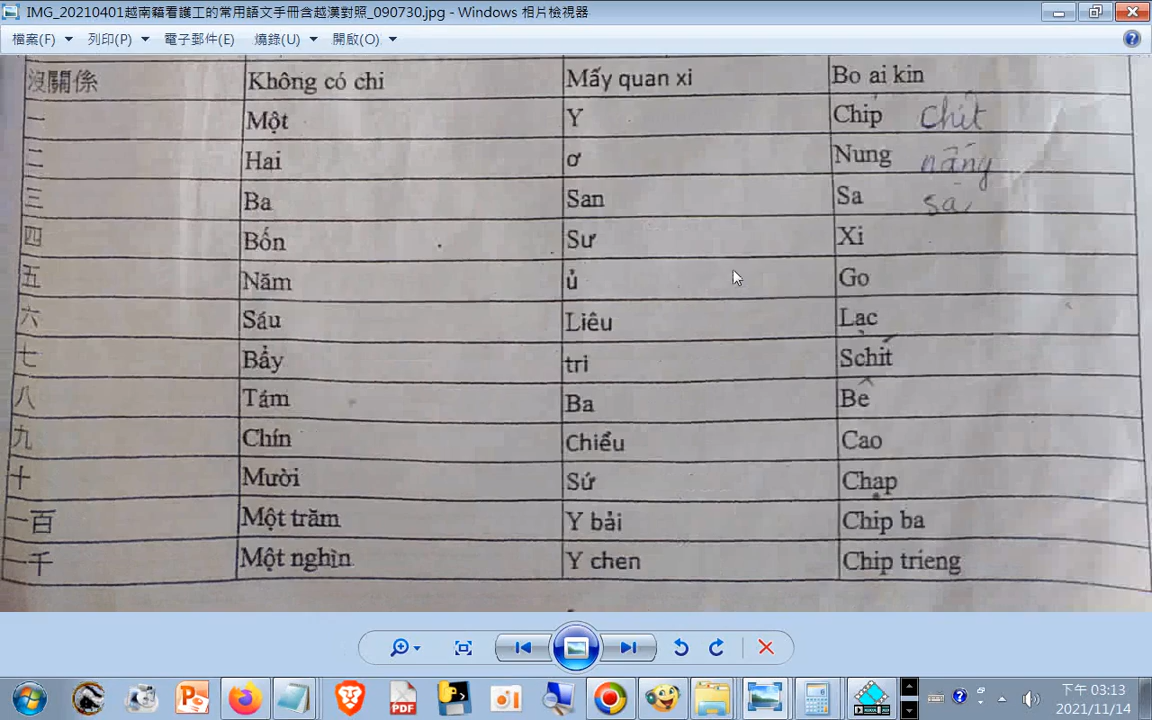 IMG_20210401越南籍看護工的常用語文手冊含越漢對照_090730.jpg - Windows 相片檢視器
檔案(F) 列印(P) 電子郵件(E) 燒錄(U) 開啟(O)
沒關係 Không có chi Mấy quan xi Bo ai kin
一 Một Y Chip chít
二 Hai ơ Nung nâng
三 Ba San Sa sa
四 Bốn Sư Xi
五 Năm ủ Go
六 Sáu Liêu Lạc
七 Bẩy tri Schit
八 Tám Ba Bê
九 Chín Chiểu Cao
十 Mười Sứ Chạp
一百 Một trăm Y bải Chip ba
一千 Một nghìn Y chen Chip trieng
PDF
下午 03:13
2021/11/14